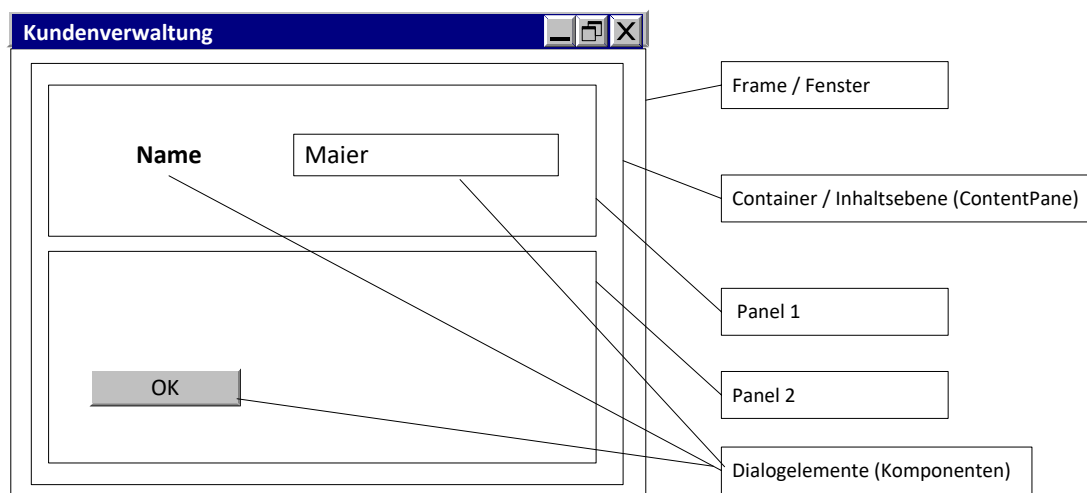 Kundenverwaltung
Frame / Fenster
Name
Maier
Container / Inhaltsebene (ContentPane)
Panel 1
OK
Panel 2
Dialogelemente (Komponenten)